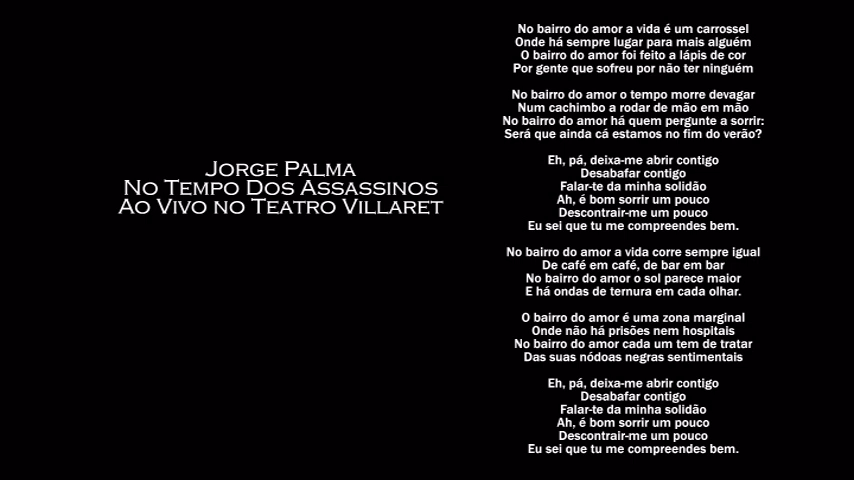 Jorge Palma
No Tempo Dos Assassinos
Ao Vivo no Teatro Villaret
No bairro do amor a vida é um carrossel
Onde há sempre lugar para mais alguém
O bairro do amor foi feito a lápis de cor
Por gente que sofreu por não ter ninguém
No bairro do amor o tempo morre devagar
Num cachimbo a rodar de mão em mão
No bairro do amor há quem pergunte a sorrir:
Será que ainda cá estamos no fim do verão?
Eh, pá, deixa-me abrir contigo
Desabafar contigo
Falar-te da minha solidão
Ah, é bom sorrir um pouco
Descontrair-me um pouco
Eu sei que tu me compreendes bem.
No bairro do amor a vida corre sempre igual
De café em café, de bar em bar
No bairro do amor o sol parece maior
E há ondas de ternura em cada olhar.
O bairro do amor é uma zona marginal
Onde não há prisões nem hospitais
No bairro do amor cada um tem de tratar
Das suas nódoas negras sentimentais
Eh, pá, deixa-me abrir contigo
Desabafar contigo
Falar-te da minha solidão
Ah, é bom sorrir um pouco
Descontrair-me um pouco
Eu sei que tu me compreendes bem.